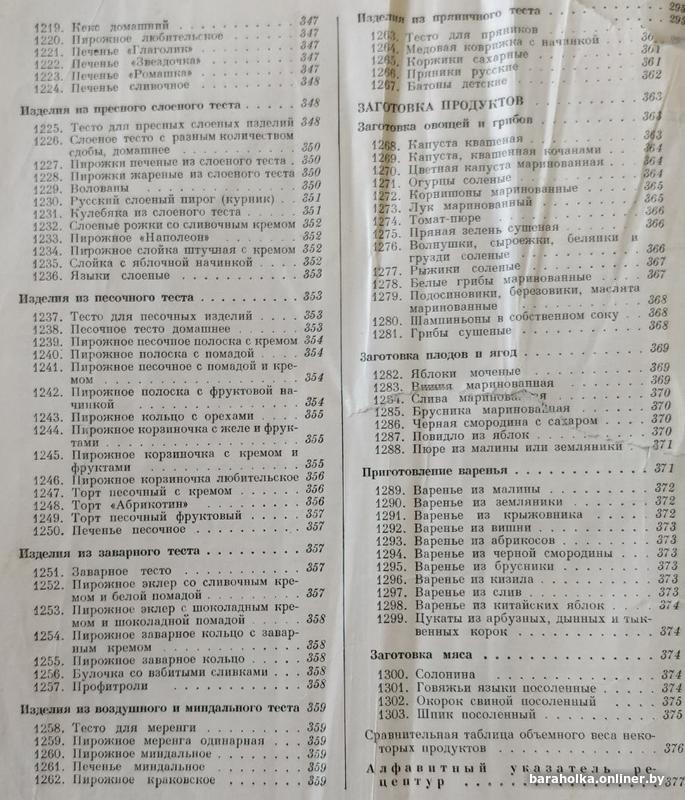 1219. Кекс домашний . . . 347
1220. Пирожное любительское . . . 347
1221. Печенье «Глаголик» . . . 347
1222. Печенье «Звездочка» . . . 347
1223. Печенье «Ромашка» . . . 347
1224. Печенье сливочное . . . 348
Изделия из пресного слоеного теста . . . 348
1225. Тесто для пресных слоеных изделий 348
1226. Слоеное тесто с разным количеством
сдобы, домашнее . . . 350
1227. Пирожки печеные из слоеного теста . 350
1228. Пирожки жареные из слоеного теста 350
1229. Волованы . . . 350
1230. Русский слоеный пирог (курник) . . 351
1231. Кулебяка из слоеного теста . . . 351
1232. Слоеные рожки со сливочным кремом 352
1233. Пирожное «Наполеон» . . . 352
1234. Пирожное слойка штучная с кремом 352
1235. Слойка с яблочной начинкой . . . 352
1236. Языки слоеные . . . 353
Изделия из песочного теста . . . 353
1237. Тесто для песочных изделий . . . 353
1238. Песочное тесто домашнее . . . 353
1239. Пирожное песочное полоска с кремом 354
1240. Пирожное полоска с помадой . . . 354
1241. Пирожное песочное с помадой и кре-
мом . . . 354
1242. Пирожное полоска с фруктовой на-
чинкой . . . 354
1243. Пирожное кольцо с орехами . . . 355
1244. Пирожное корзиночка с желе и фрук-
тами . . . 355
1245. Пирожное корзиночка с кремом и
фруктами . . . 355
1246. Пирожное корзиночка любительское 356
1247. Торт песочный с кремом . . . 356
1248. Торт «Абрикотин» . . . 356
1249. Торт песочный фруктовый . . . 357
1250. Печенье песочное . . . 357
Изделия из заварного теста . . . 357
1251. Заварное тесто . . . 357
1252. Пирожное эклер со сливочным кре-
мом и белой помадой . . . 357
1253. Пирожное эклер с шоколадным кре-
мом и шоколадной помадой . . . 358
1254. Пирожное заварное кольцо с завар-
ным кремом . . . 358
1255. Пирожное заварное кольцо . . . 358
1256. Булочка со взбитыми сливками . . . 358
1257. Профитроли . . . 358
Изделия из воздушного и миндального теста 359
1258. Тесто для меренги . . . 359
1259. Пирожное меренга одинарная . . . 359
1260. Пирожное миндальное . . . 359
1261. Печенье миндальное . . . 359
1262. Пирожное краковское . . . 359
Изделия из пряничного теста . . . 295
1263. Тесто для пряников . . . 295
1264. Медовая коврижка с начинкой
1265. Коржики сахарные . . . 361
1266. Пряники русские . . . 361
1267. Батоны детские . . . 362
ЗАГОТОВКА ПРОДУКТОВ . . . 363
Заготовка овощей и грибов . . . 363
1268. Капуста квашеная . . . 363
1269. Капуста, квашенная кочанами . . . 364
1270. Цветная капуста маринованная . . 364
1271. Огурцы соленые . . . 364
1272. Корнишоны маринованные . . . 365
1273. Лук маринованный . . . 365
1274. Томат-пюре . . . 366
1275. Пряная зелень сушеная . . . 366
1276. Волнушки, сыроежки, белянки и
грузди соленые . . . 366
1277. Рыжики соленые . . . 367
1278. Белые грибы маринованные . . . 367
1279. Подосиновики, березовики, маслята
маринованные . . . 368
1280. Шампиньоны в собственном соку . . 368
1281. Грибы сушеные . . . 368
Заготовка плодов и ягод . . . 369
1282. Яблоки моченые . . . 369
1283. Вишня маринованная . . . 369
1284. Слива маринованная . . . 370
1285. Брусника маринованная . . . 370
1286. Черная смородина с сахаром . . . 370
1287. Повидло из яблок . . . 370
1288. Пюре из малины или земляники . . 371
Приготовление варенья . . . 371
1289. Варенье из малины . . . 372
1290. Варенье из земляники . . . 372
1291. Варенье из крыжовника . . . 372
1292. Варенье из вишни . . . 373
1293. Варенье из абрикосов . . . 373
1294. Варенье из черной смородины . . . 373
1295. Варенье из брусники . . . 373
1296. Варенье из кизила . . . 373
1297. Варенье из слив . . . 373
1298. Варенье из китайских яблок . . . 374
1299. Цукаты из арбузных, дынных и тык-
венных корок . . . 374
Заготовка мяса . . . 374
1300. Солонина . . . 374
1301. Говяжьи языки посоленные . . . 374
1302. Окорок свиной посоленный . . . 375
1303. Шпик посоленный . . . 375
Сравнительная таблица объемного веса неко-
торых продуктов . . . 376
Алфавитный указатель ре-
цептур . . . 377
baraholka.onliner.by